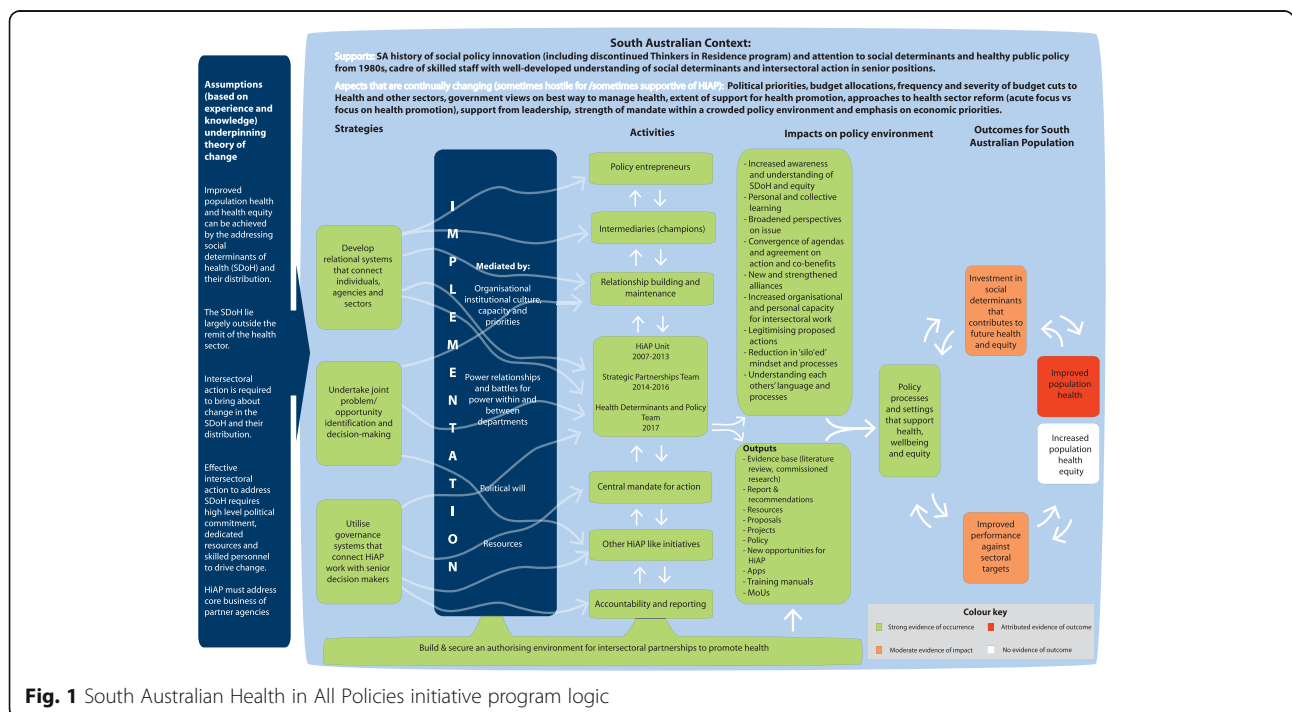 South Australian Context:
Supports: SA history of social policy innovation (including discontinued Thinkers in Residence program) and attention to social determinants and healthy public policy
from 1980s, cadre of skilled staff with well-developed understanding of social determinants and intersectoral action in senior positions.
Aspects that are continually changing (sometimes hostile for /sometimes supportive of HiAP): Political priorities, budget allocations, frequency and severity of budget cuts to
Health and other sectors, government views on best way to manage health, extent of support for health promotion, approaches to health sector reform (acute focus vs
focus on health promotion), support from leadership, strength of mandate within a crowded policy environment and emphasis on economic priorities.
Assumptions
(based on
experience and
knowledge)
underpinning
theory of
change
Improved
population health
and health equity
can be achieved
by the addressing
social
determinants of
health (SDoH) and
their distribution.
The SDoH lie
largely outside the
remit of the health
sector.
Intersectoral
action is required
to bring about
change in the
SDoH and their
distribution.
Effective
intersectoral
action to address
SDoH requires
high level political
commitment,
dedicated
resources and
skilled personnel
to drive change.
HiAP must address
core business of
partner agencies
Strategies
Develop
relational systems
that connect
individuals,
agencies and
sectors
Undertake joint
problem/
opportunity
identification and
decision-making
Utilise
governance
systems that
connect HiAP
work with senior
decision makers
I
M
P
L
E
M
E
N
T
A
T
I
O
N
Mediated by:
Organisational
institutional culture,
capacity and
priorities
Power relationships
and battles for
power within and
between
departments
Political will
Resources
Activities
Policy entrepreneurs
Intermediaries (champions)
Relationship building and
maintenance
HiAP Unit
2007-2013
Strategic Partnerships Team
2014-2016
Health Determinants and Policy
Team
2017
Central mandate for action
Other HiAP like initiatives
Accountability and reporting
Build & secure an authorising environment for intersectoral partnerships to promote health
Impacts on policy environment
- Increased awareness
and understanding of
SDoH and equity
- Personal and collective
learning
- Broadened perspectives
on issue
- Convergence of agendas
and agreement on
action and co-benefits
- New and strengthened
alliances
- Increased organisational
and personal capacity
for intersectoral work
- Legitimising proposed
actions
- Reduction in 'silo'ed'
mindset and processes
- Understanding each
others' language and
processes
Outputs
- Evidence base (literature
review, commissioned
research)
- Report &
recommendations
- Resources
- Proposals
- Projects
- Policy
- New opportunities for
HiAP
- Apps
- Training manuals
- MoUs
Policy
processes
and settings
that support
health,
wellbeing
and equity
Outcomes for South
Australian Population
Investment in
social
determinants
that
contributes to
future health
and equity
Improved
population
health
Increased
population
health
equity
Improved
performance
against
sectoral
targets
Colour key
Strong evidence of occurrence
Attributed evidence of outcome
Moderate evidence of impact
No evidence of outcome
Fig. 1 South Australian Health in All Policies initiative program logic